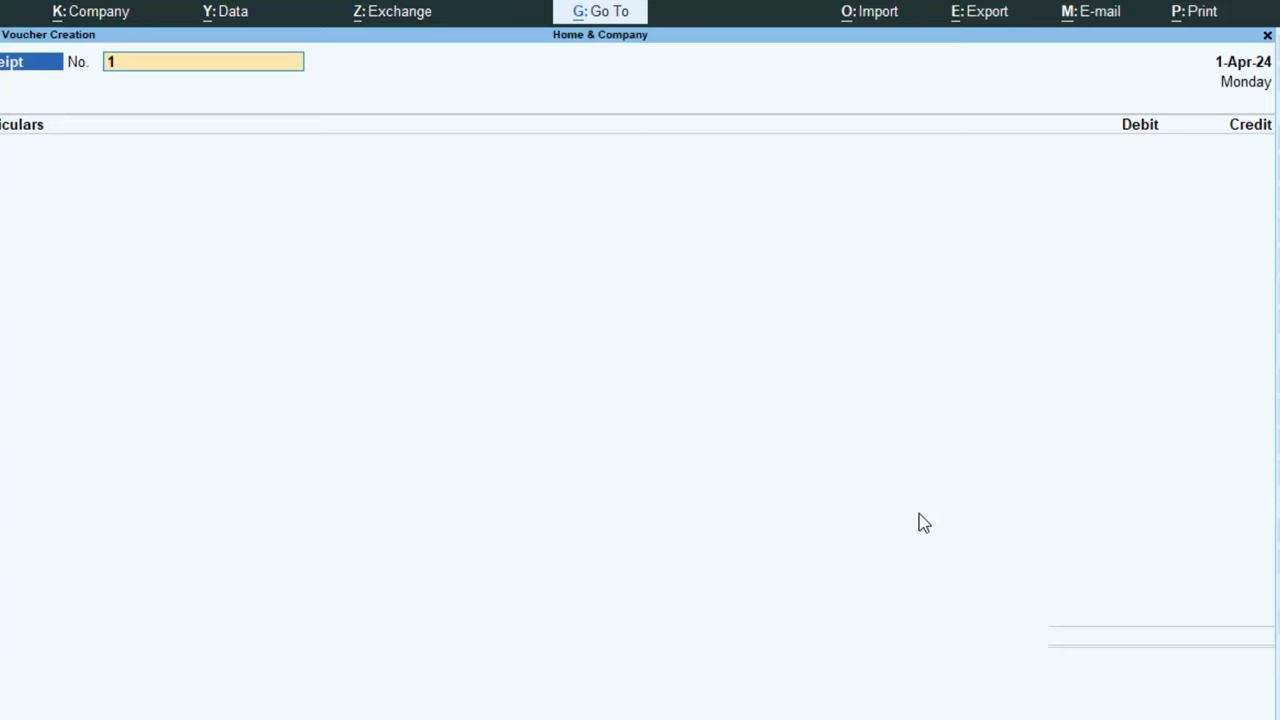 K: Company Y: Data Z: Exchange G: Go To O: Import E: Export M: E-mail P: Print
Voucher Creation Home & Company ×
eipt No. 1 1-Apr-24
Monday
iculars Debit Credit